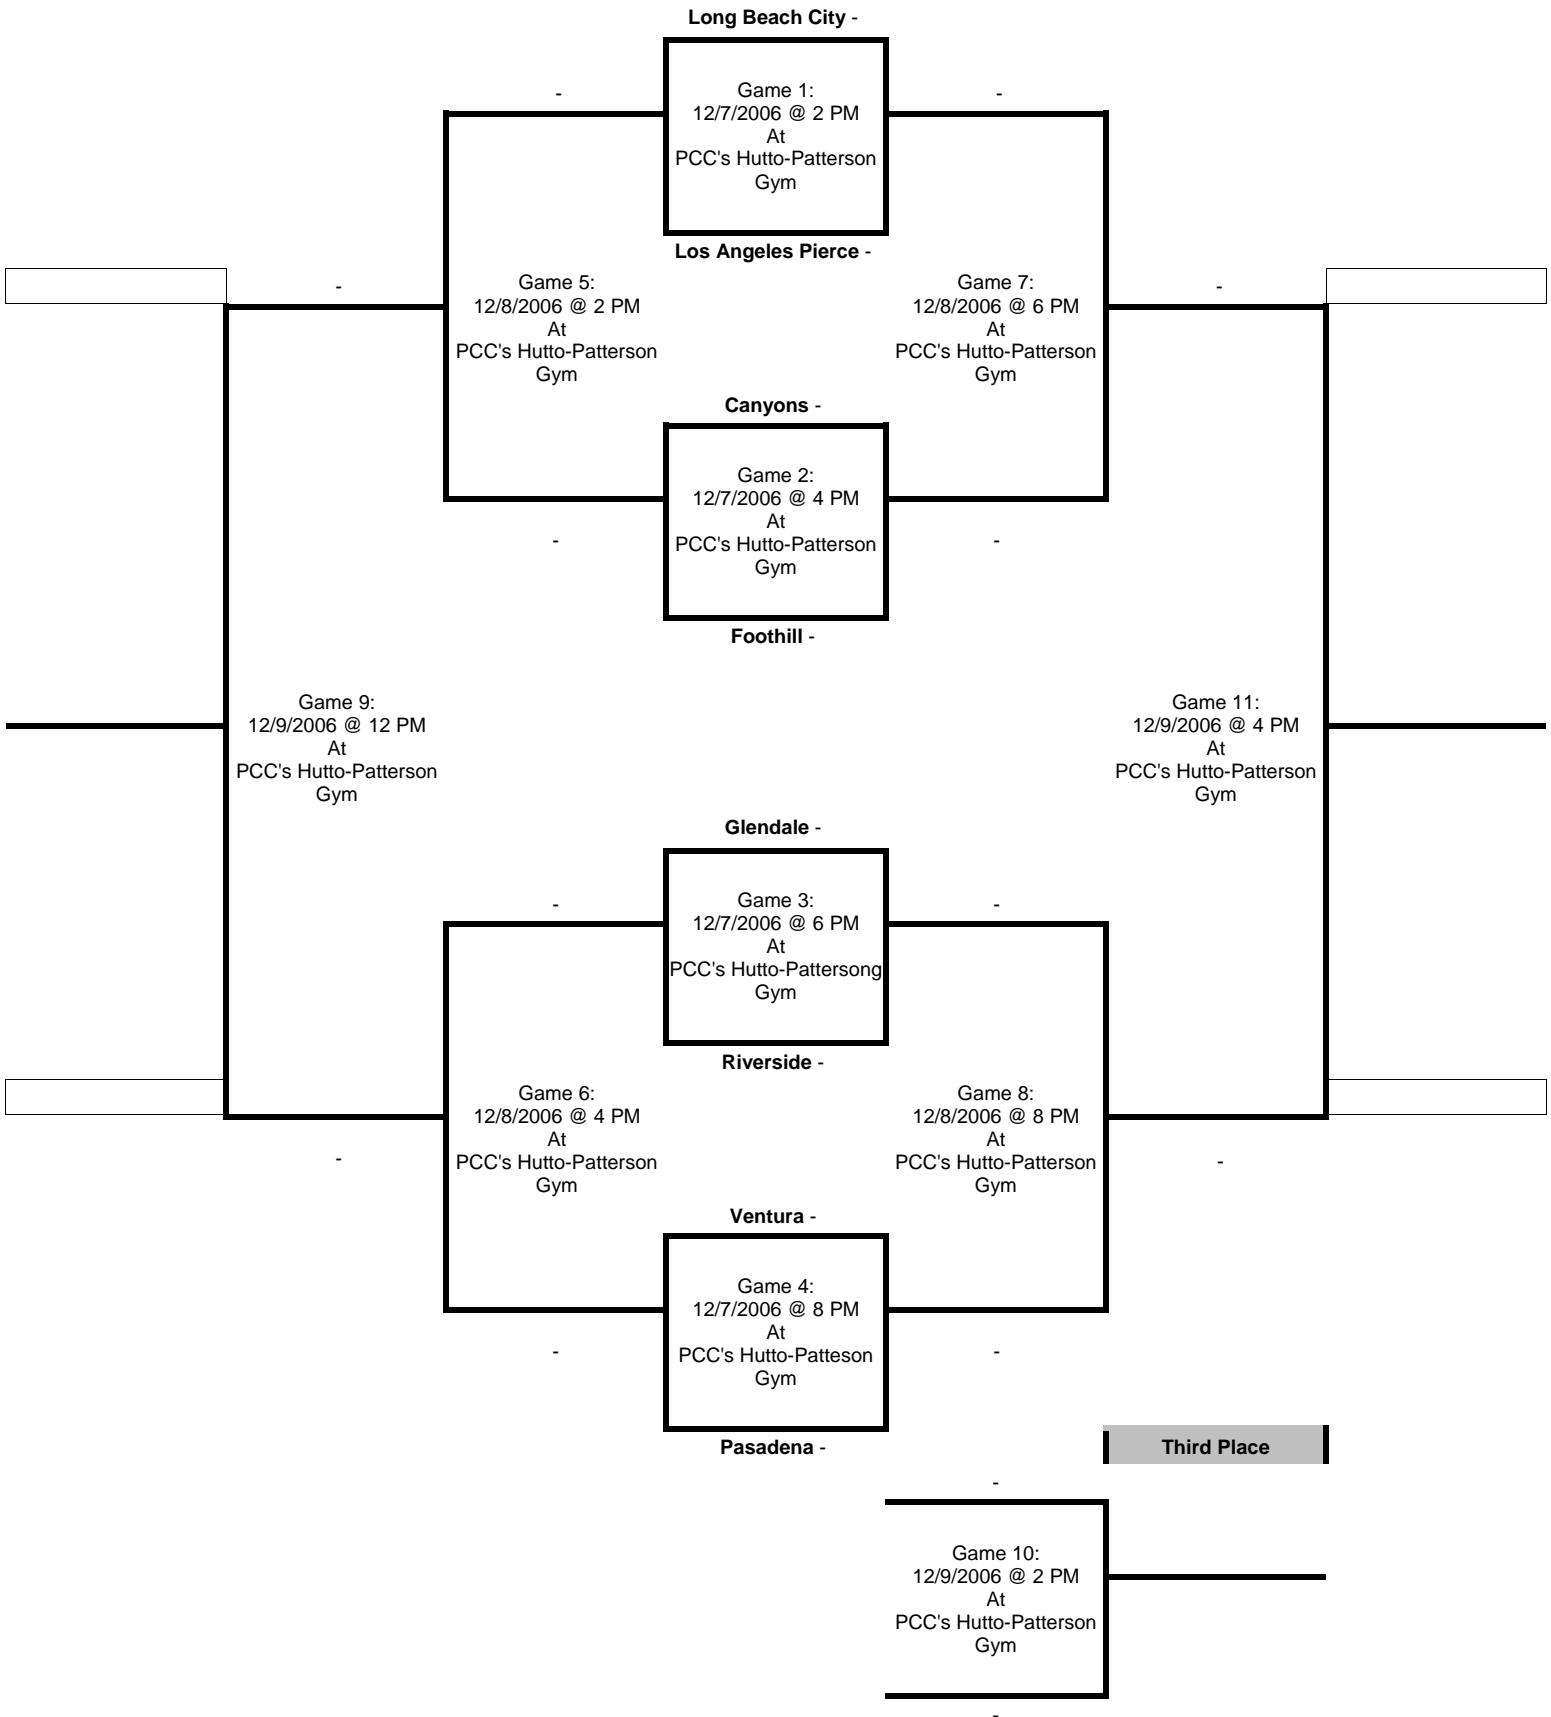 Long Beach City -
-
Game 1:
12/7/2006 @ 2 PM
At
PCC's Hutto-Patterson
Gym
-
Los Angeles Pierce -
-
Game 5:
12/8/2006 @ 2 PM
At
PCC's Hutto-Patterson
Gym
Game 7:
12/8/2006 @ 6 PM
At
PCC's Hutto-Patterson
Gym
-
Canyons -
Game 2:
12/7/2006 @ 4 PM
At
PCC's Hutto-Patterson
Gym
-
-
Foothill -
Game 9:
12/9/2006 @ 12 PM
At
PCC's Hutto-Patterson
Gym
Game 11:
12/9/2006 @ 4 PM
At
PCC's Hutto-Patterson
Gym
Glendale -
-
Game 3:
12/7/2006 @ 6 PM
At
PCC's Hutto-Pattersong
Gym
-
Riverside -
Game 6:
12/8/2006 @ 4 PM
At
PCC's Hutto-Patterson
Gym
Game 8:
12/8/2006 @ 8 PM
At
PCC's Hutto-Patterson
Gym
-
-
Ventura -
Game 4:
12/7/2006 @ 8 PM
At
PCC's Hutto-Patteson
Gym
-
-
Pasadena -
Third Place
-
Game 10:
12/9/2006 @ 2 PM
At
PCC's Hutto-Patterson
Gym
-